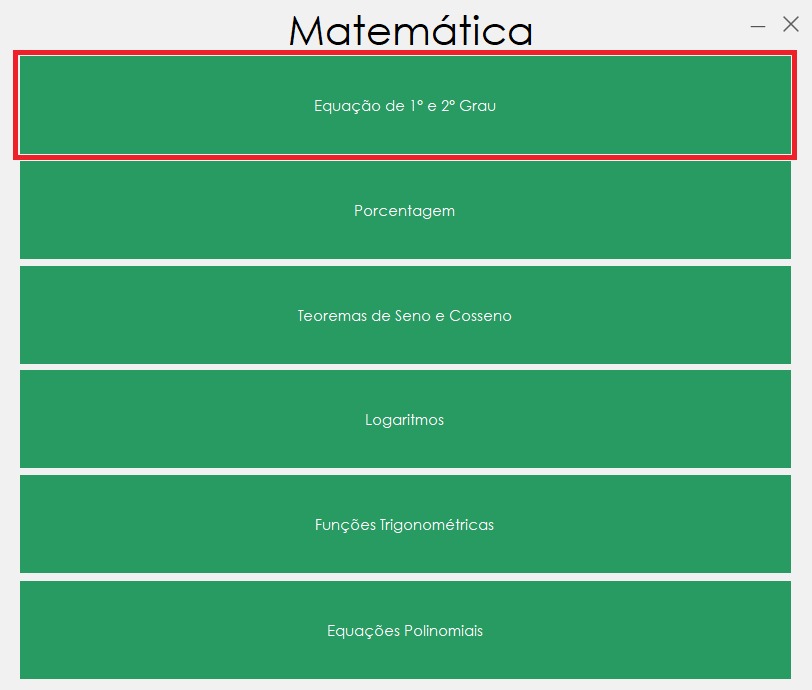 Matemática
Equação de 1º e 2º Grau
Porcentagem
Teoremas de Seno e Cosseno
Logaritmos
Funções Trigonométricas
Equações Polinomiais